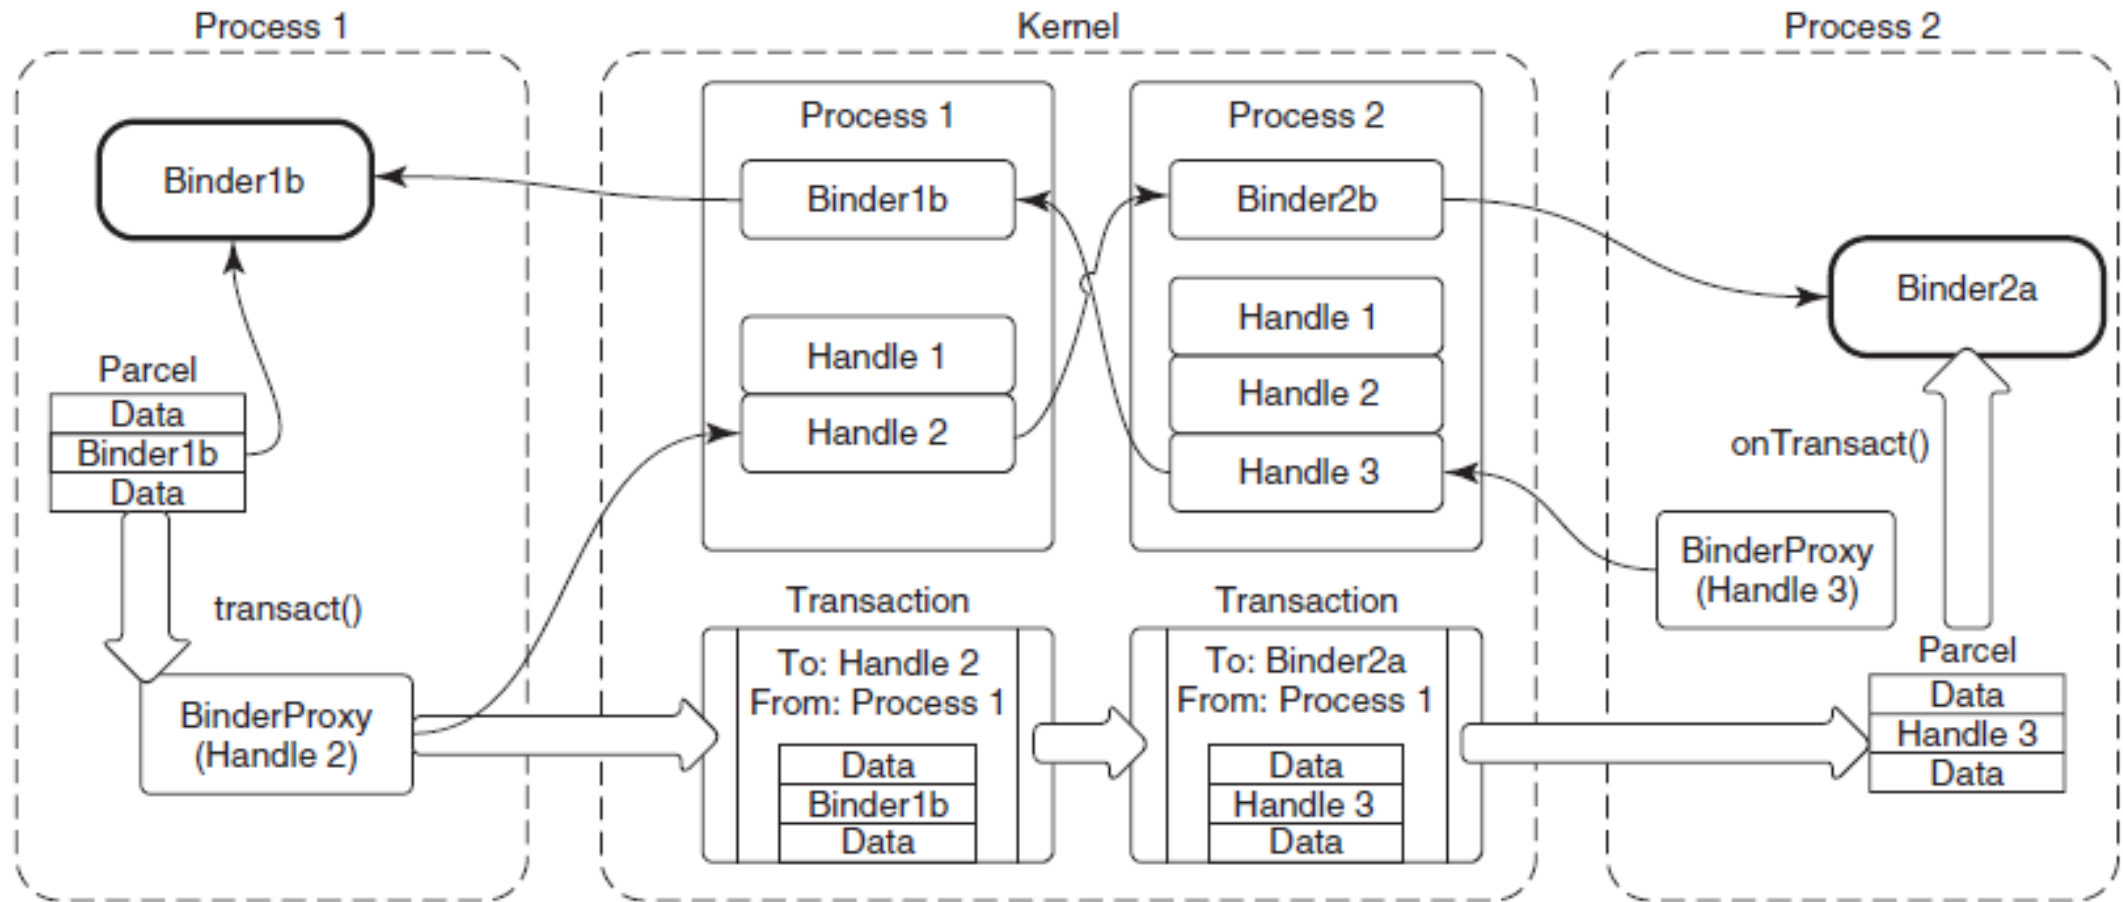 Process 1
Binder1b
Parcel
Data
Binder1b
Data
transact()
BinderProxy
(Handle 2)
Kernel
Process 1
Binder1b
Handle 1
Handle 2
Process 2
Binder2b
Handle 1
Handle 2
Handle 3
Transaction
To: Handle 2
From: Process 1
Data
Binder1b
Data
Transaction
To: Binder2a
From: Process 1
Data
Handle 3
Data
Process 2
Binder2a
onTransact()
BinderProxy
(Handle 3)
Parcel
Data
Handle 3
Data